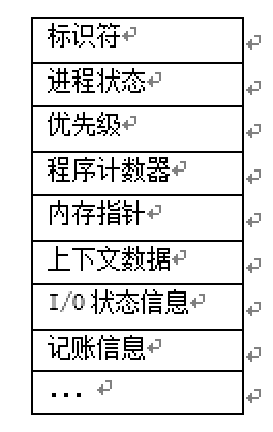 标识符
进程状态
优先级
程序计数器
内存指针
上下文数据
I/O 状态信息
记账信息
...